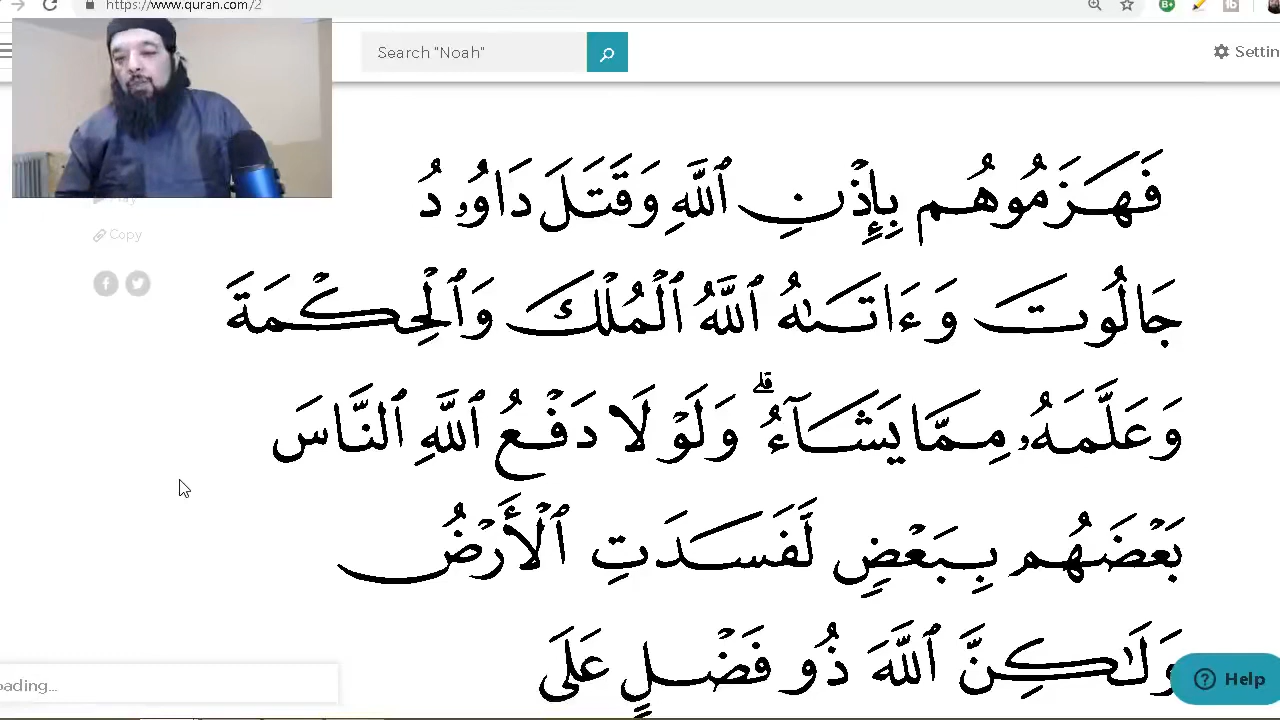 https://www.quran.com/2
Search "Noah"
Settin
Copy
فَهَزَمُوهُم بِإِذْنِ ٱللَّهِ وَقَتَلَ دَاوُۥدُ
جَالُوتَ وَءَاتَىٰهُ ٱللَّهُ ٱلْمُلْكَ وَٱلْحِكْمَةَ
وَعَلَّمَهُۥ مِمَّا يَشَآءُ ۗ وَلَوْلَا دَفْعُ ٱللَّهِ ٱلنَّاسَ
بَعْضَهُم بِبَعْضٍ لَّفَسَدَتِ ٱلْأَرْضُ
وَلَٰكِنَّ ٱللَّهَ ذُو فَضْلٍ عَلَى
oading...
Help